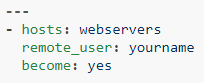 ---
- hosts: webservers
  remote_user: yourname
  become: yes